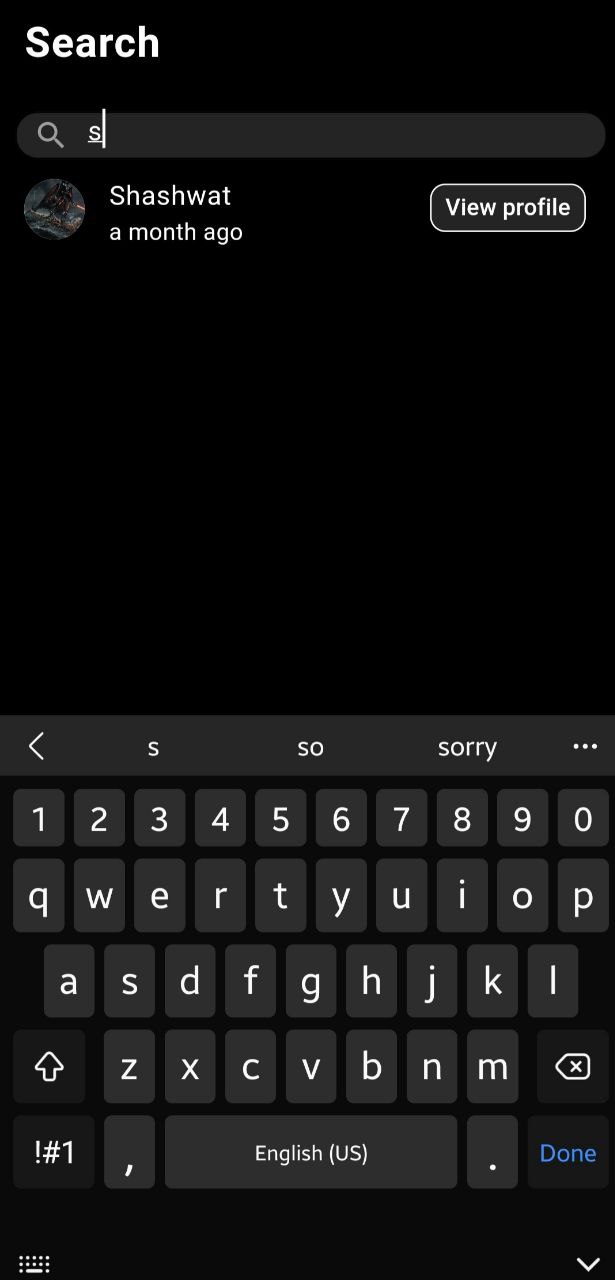 Search
s
Shashwat
View profile
a month ago
s so sorry
1 2 3 4 5 6 7 8 9 0
q w e r t y u i o p
a s d f g h j k l
z x c v b n m
!#1 , English (US) . Done